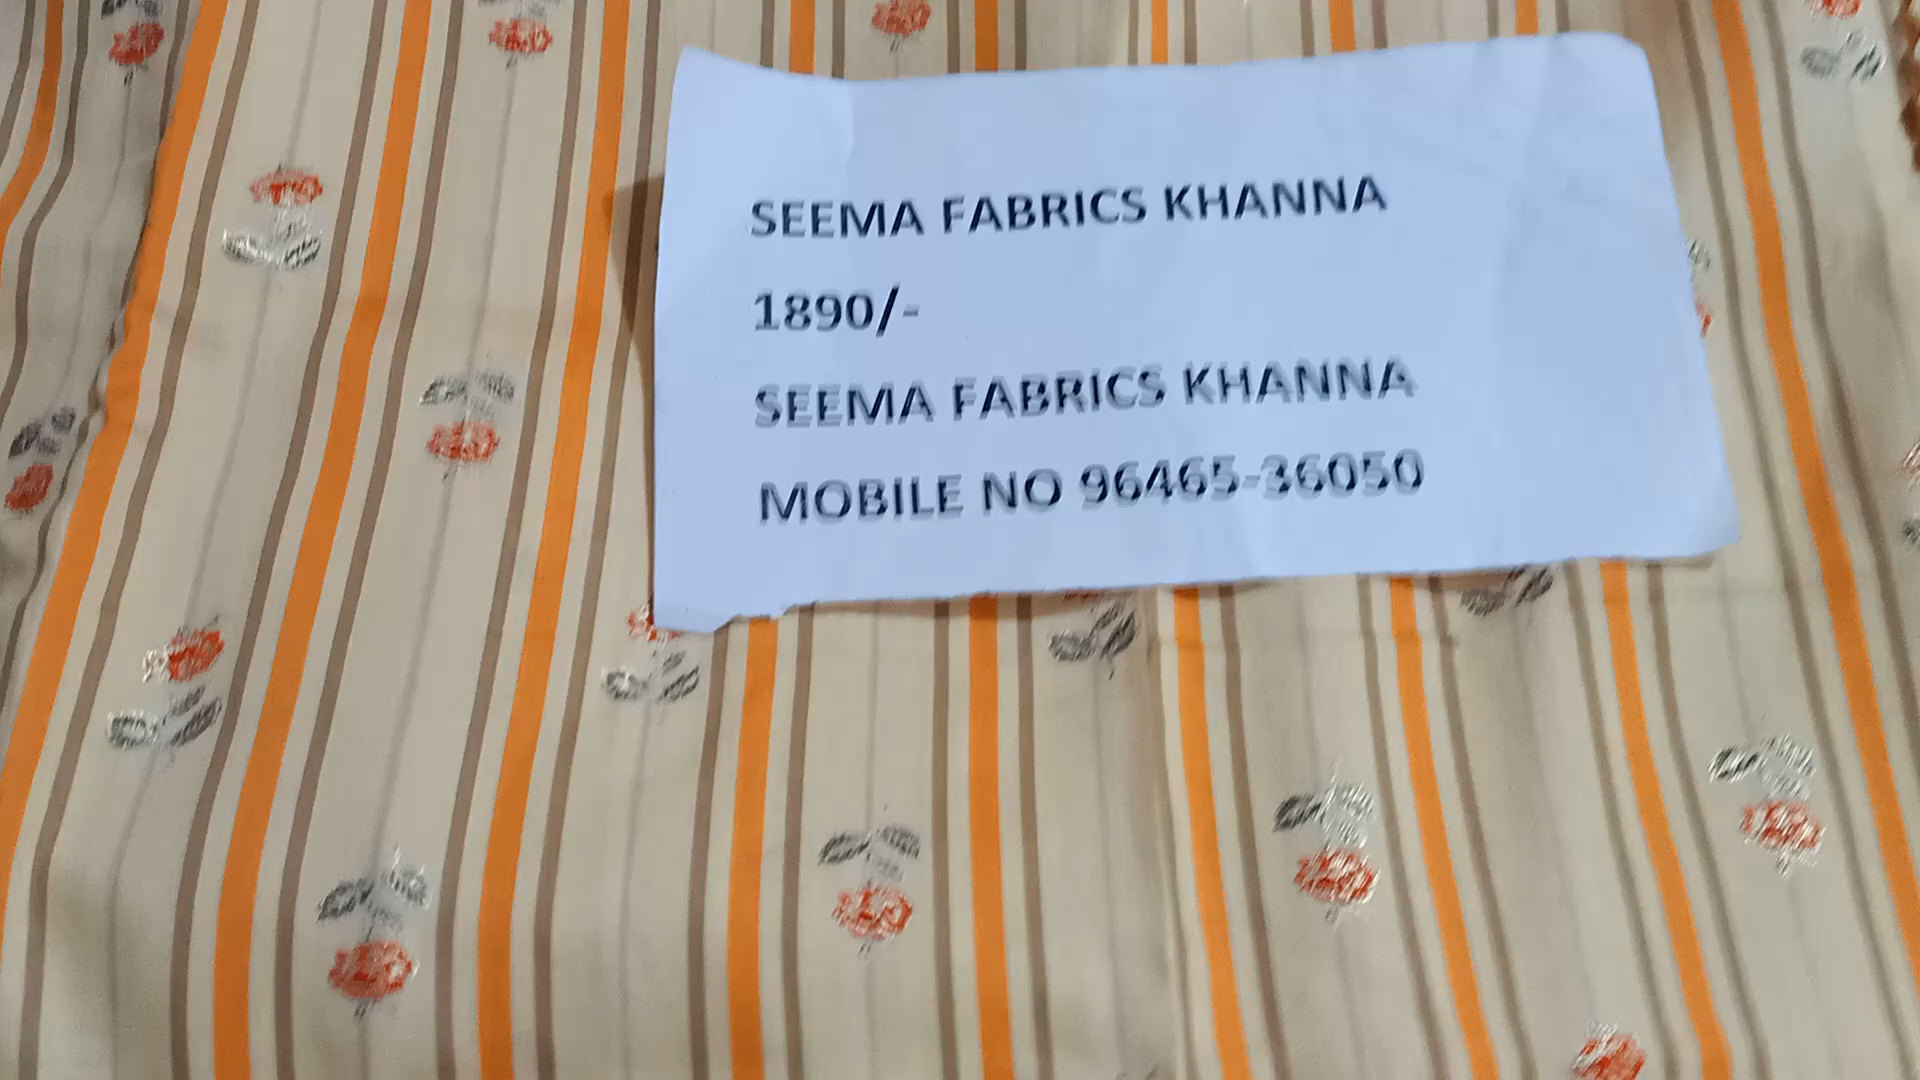 SEEMA FABRICS KHANNA
1890/-
SEEMA FABRICS KHANNA
MOBILE NO 96465-36050